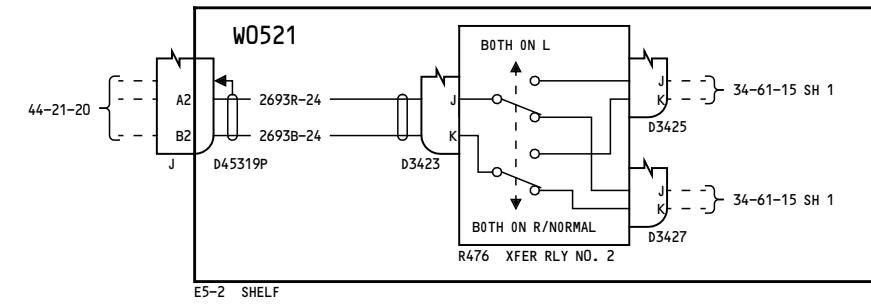 W0521
BOTH ON L
44-21-20
A2
2693R-24
J
J
K
34-61-15 SH 1
B2
2693B-24
K
D3425
J
D45319P
D3423
J
K
34-61-15 SH 1
BOTH ON R/NORMAL
D3427
R476 XFER RLY NO. 2
E5-2 SHELF